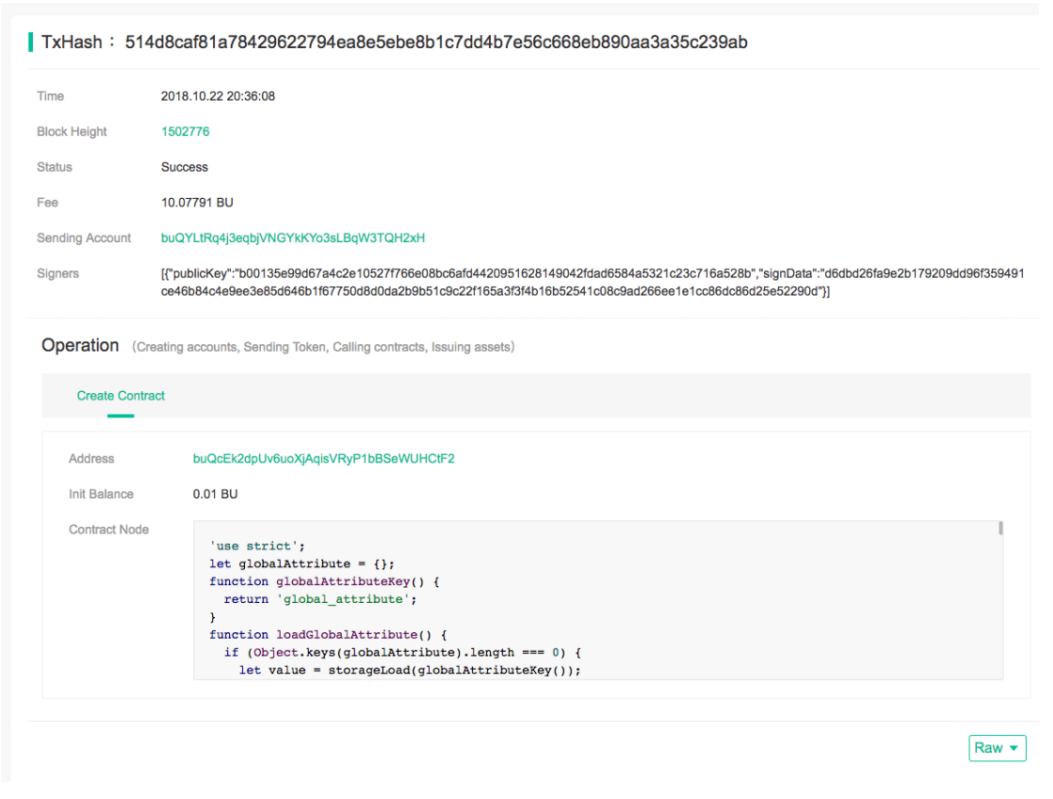 TxHash : 514d8caf81a78429622794ea8e5ebe8b1c7dd4b7e56c668eb890aa3a35c239ab
Time 2018.10.22 20:36:08
Block Height 1502776
Status Success
Fee 10.07791 BU
Sending Account buQYLtRq4j3eqbjVNGYkKYo3sLBqW3TQH2xH
Signers [{"publicKey":"b00135e99d67a4c2e10527f766e08bc6afd4420951628149042fdad6584a5321c23c716a528b","signData":"d6dbd26fa9e2b179209dd96f359491
ce46b84c4e9ee3e85d646b1f67750d8d0da2b9b51c9c22f165a3f3f4b16b52541c08c9ad266ee1e1cc86dc86d25e52290d"}]
Operation (Creating accounts, Sending Token, Calling contracts, Issuing assets)
Create Contract
Address buQcEk2dpUv6uoXjAqisVRyP1bBSeWUHCtF2
Init Balance 0.01 BU
Contract Node
'use strict';
let globalAttribute = {};
function globalAttributeKey() {
return 'global_attribute';
}
function loadGlobalAttribute() {
if (Object.keys(globalAttribute).length === 0) {
let value = storageLoad(globalAttributeKey());
Raw